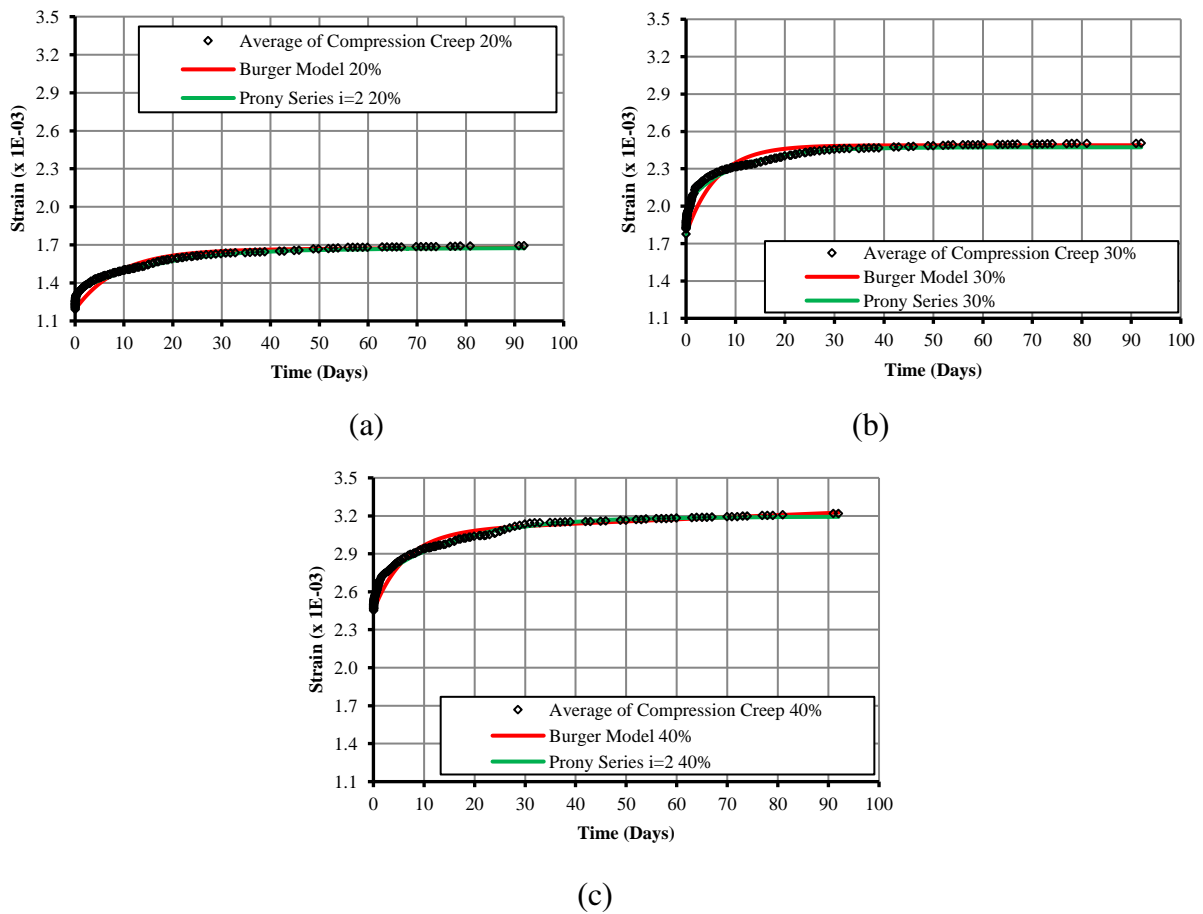 3.5
3.2
2.9
2.6
2.3
2.0
1.7
1.4
1.1
Strain (x 1E-03)
Average of Compression Creep 20%
Burger Model 20%
Prony Series i=2 20%
0 10 20 30 40 50 60 70 80 90 100
Time (Days)
(a)
3.5
3.2
2.9
2.6
2.3
2.0
1.7
1.4
1.1
Strain (x 1E-03)
Average of Compression Creep 30%
Burger Model 30%
Prony Series 30%
0 10 20 30 40 50 60 70 80 90 100
Time (Days)
(b)
3.5
3.2
2.9
2.6
2.3
2.0
1.7
1.4
1.1
Strain (x 1E-03)
Average of Compression Creep 40%
Burger Model 40%
Prony Series i=2 40%
0 10 20 30 40 50 60 70 80 90 100
Time (Days)
(c)